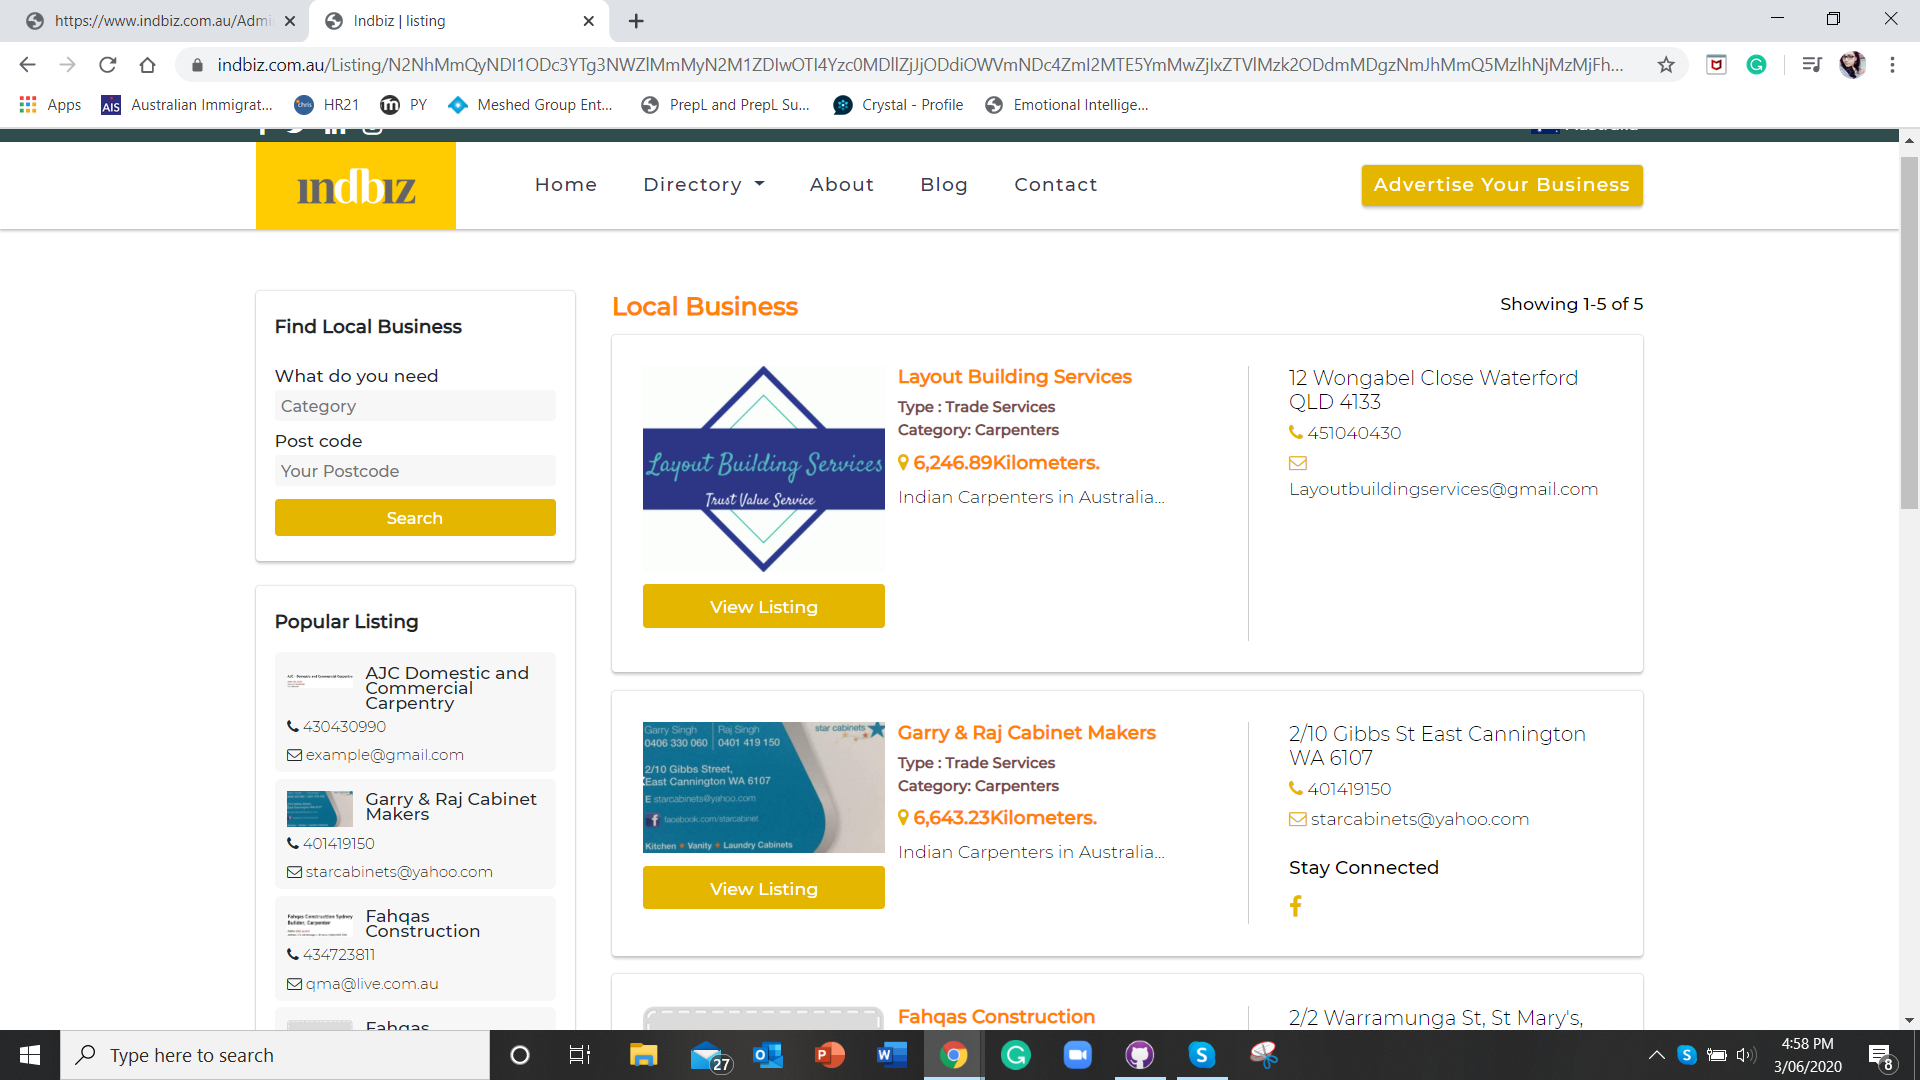 https://www.indbiz.com.au/Admi
Indbiz | listing
indbiz.com.au/Listing/N2NhMmQyNDI1ODc3YTg3NWZlMmMyN2M1ZDIwOTI4Yzc0MDllZjJjODdiOWVmNDc4ZmI2MTE5YmMwZjIxZTVlMzk2ODdmMDgzNmJhMmQ5MzlhNjMzMjFh...
Apps
AIS
Australian Immigrat...
HR21
PY
Meshed Group Ent...
PrepL and PrepL Su...
Crystal - Profile
Emotional Intellige...
Australia
indbiz
Home
Directory
About
Blog
Contact
Advertise Your Business
Find Local Business
What do you need
Category
Post code
Your Postcode
Search
Popular Listing
AJC Domestic and
Commercial
Carpentry
430430990
example@gmail.com
Garry & Raj Cabinet
Makers
401419150
starcabinets@yahoo.com
Fahqas Construction Sydney
Builder, Carpenter
Fahqas
Construction
434723811
qma@live.com.au
Fahqas
Local Business
Showing 1-5 of 5
Layout Building Services
Trust Value Service
View Listing
Layout Building Services
Type : Trade Services
Category: Carpenters
6,246.89Kilometers.
Indian Carpenters in Australia...
12 Wongabel Close Waterford
QLD 4133
451040430
Layoutbuildingservices@gmail.com
Garry Singh
0406 330 060
Raj Singh
0401 419 150
star cabinets
2/10 Gibbs Street,
East Cannington WA 6107
E starcabinets@yahoo.com
facebook.com/starcabinet
Kitchen ★ Vanity ★ Laundry Cabinets
View Listing
Garry & Raj Cabinet Makers
Type : Trade Services
Category: Carpenters
6,643.23Kilometers.
Indian Carpenters in Australia...
2/10 Gibbs St East Cannington
WA 6107
401419150
starcabinets@yahoo.com
Stay Connected
Fahqas Construction
2/2 Warramunga St, St Mary's,
Type here to search
27
4:58 PM
3/06/2020
8